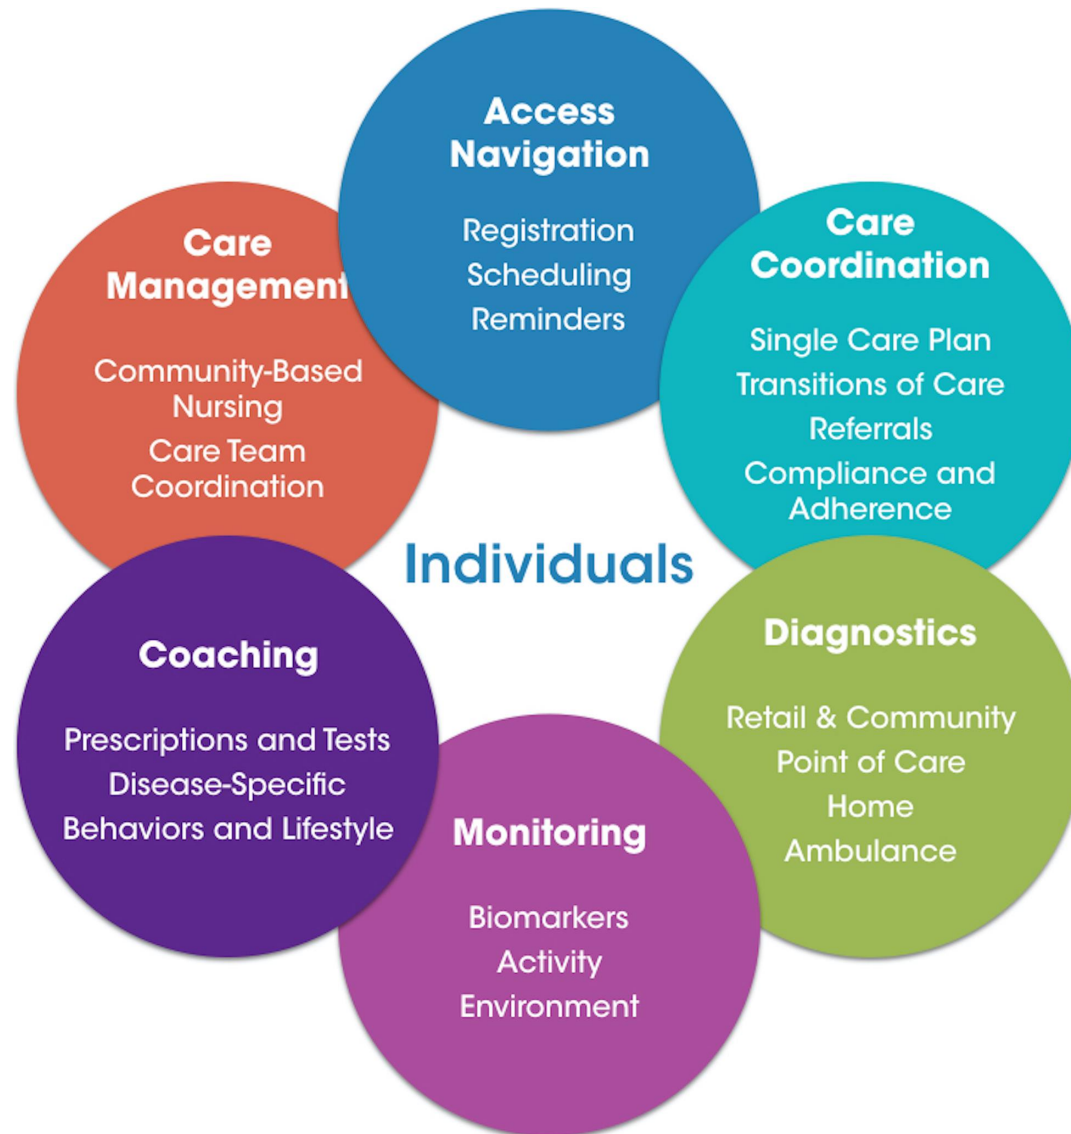 Access
Navigation
Registration
Scheduling
Reminders
Care
Coordination
Single Care Plan
Transitions of Care
Referrals
Compliance and
Adherence
Diagnostics
Retail & Community
Point of Care
Home
Ambulance
Monitoring
Biomarkers
Activity
Environment
Coaching
Prescriptions and Tests
Disease-Specific
Behaviors and Lifestyle
Care
Management
Community-Based
Nursing
Care Team
Coordination
Individuals